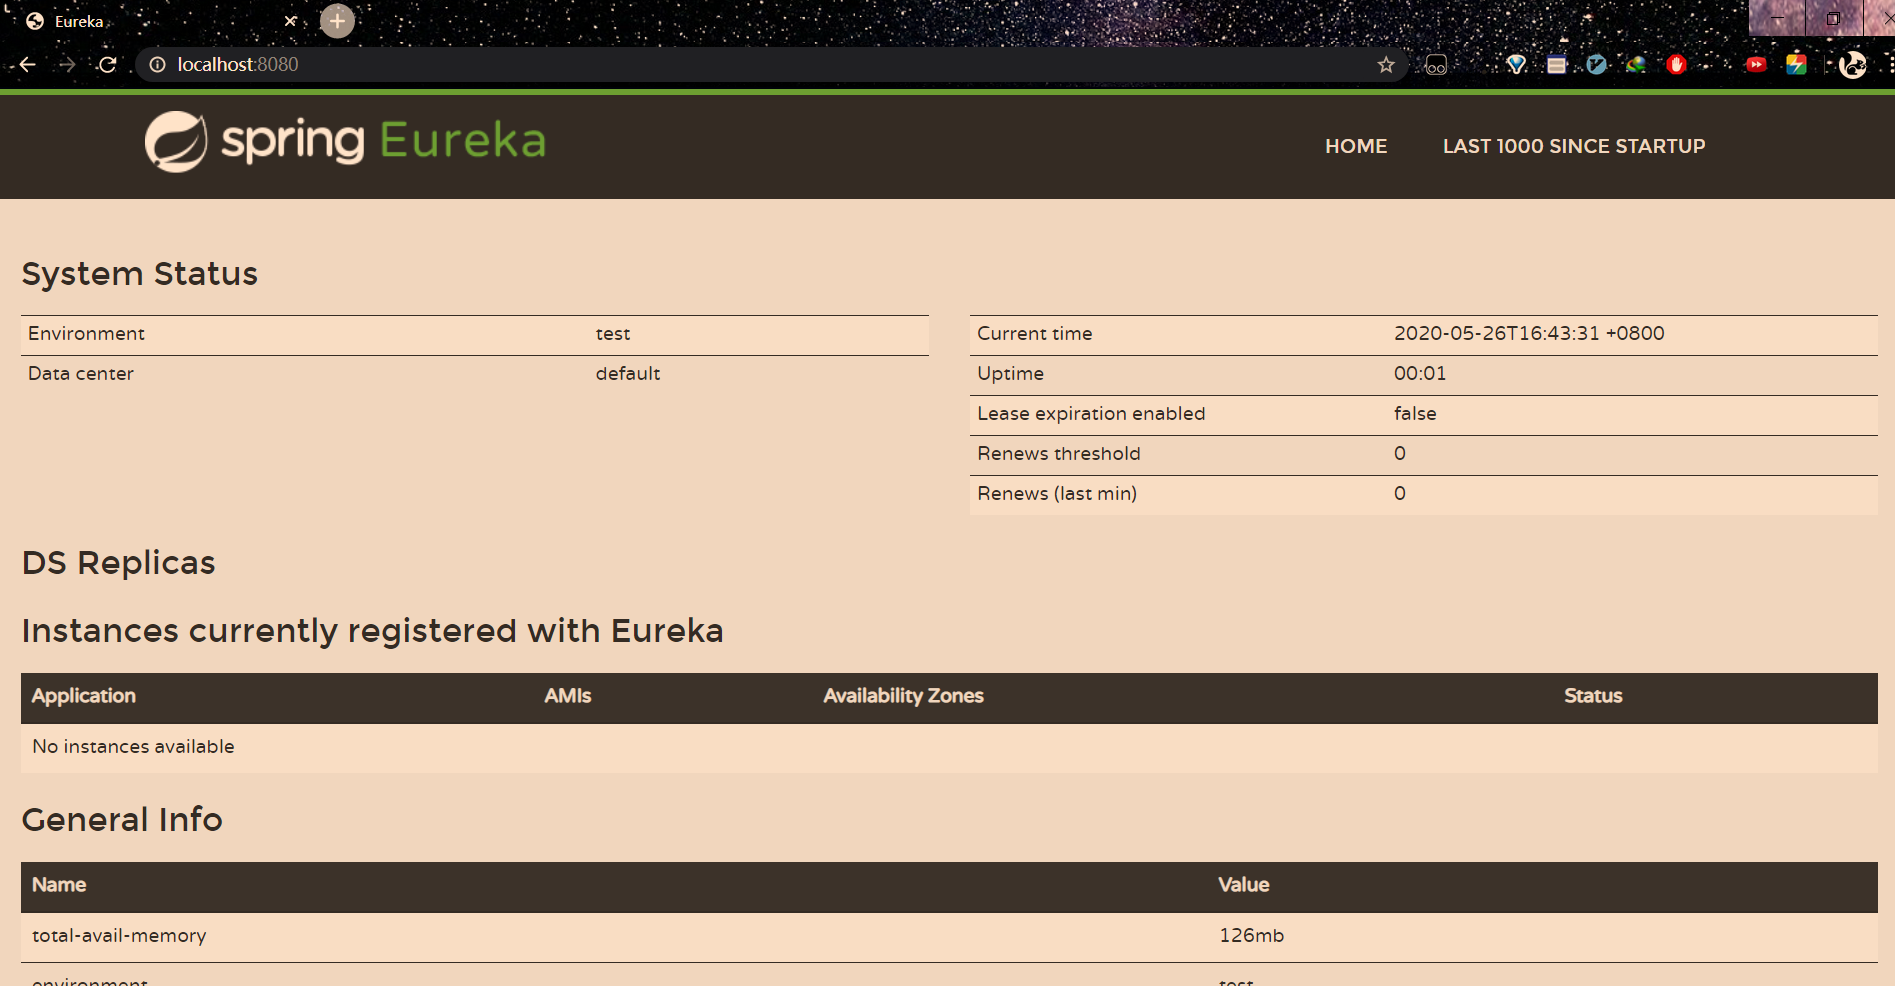 Eureka
localhost:8080
spring Eureka
HOME LAST 1000 SINCE STARTUP
System Status
Environment test
Data center default
Current time 2020-05-26T16:43:31 +0800
Uptime 00:01
Lease expiration enabled false
Renews threshold 0
Renews (last min) 0
DS Replicas
Instances currently registered with Eureka
Application AMIs Availability Zones Status
No instances available
General Info
Name Value
total-avail-memory 126mb
environment test